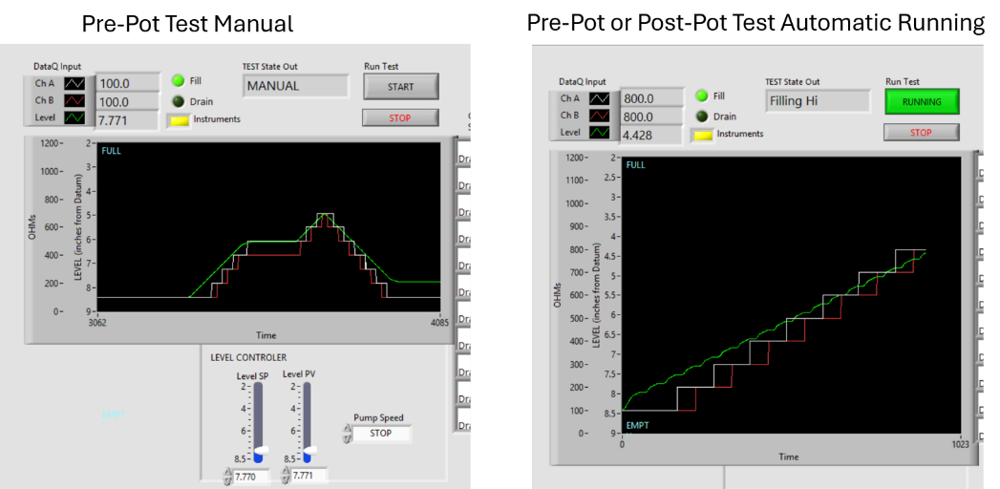 Pre-Pot Test Manual
DataQ Input
Ch A
100.0
Ch B
100.0
Level
7.771
Fill
Drain
Instruments
TEST State Out
MANUAL
Run Test
START
STOP
FULL
1200
1000
800
600
400
200
0
OHMs
2
3
4
5
6
7
8
9
LEVEL (inches from Datum)
3062
4085
Time
Dra
Dra
Dra
Dra
Dra
Dra
Dra
Dra
LEVEL CONTROLER
Level SP
2
4
6
8.5
7.770
Level PV
2
4
6
8.5
7.771
Pump Speed
STOP
EMPT
Pre-Pot or Post-Pot Test Automatic Running
DataQ Input
Ch A
800.0
Ch B
800.0
Level
4.428
Fill
Drain
Instruments
TEST State Out
Filling Hi
Run Test
RUNNING
STOP
FULL
1200
1100
1000
900
800
700
600
500
400
300
200
100
0
OHMs
2
2.5
3
3.5
4
4.5
5
5.5
6
6.5
7
7.5
8
8.5
9
LEVEL (inches from Datum)
EMPT
0
1023
Time